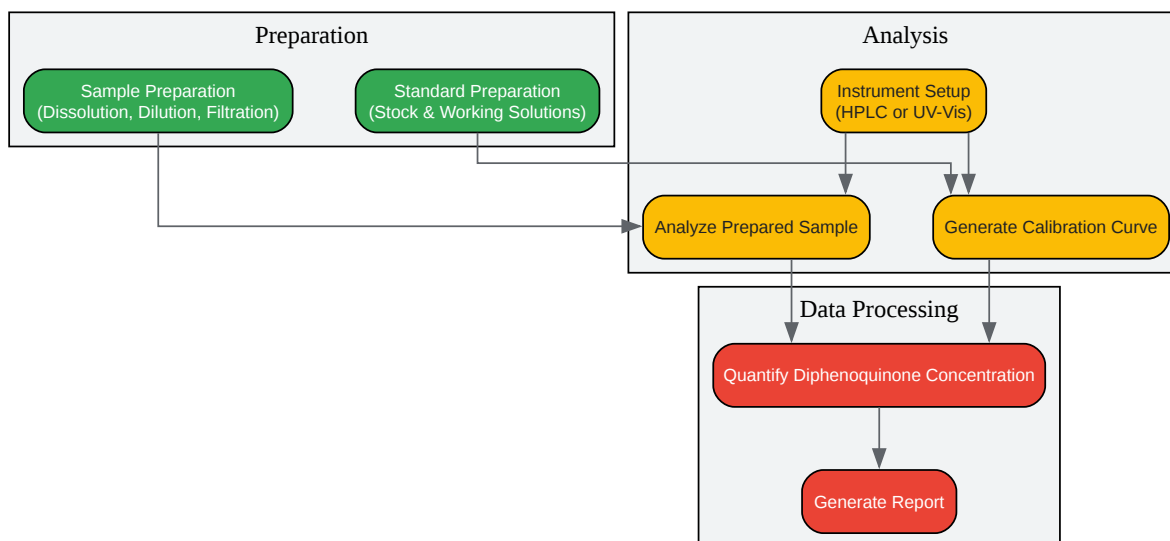 Preparation
Sample Preparation
(Dissolution, Dilution, Filtration)
Standard Preparation
(Stock & Working Solutions)
Analysis
Instrument Setup
(HPLC or UV-Vis)
Analyze Prepared Sample
Generate Calibration Curve
Data Processing
Quantify Diphenoquinone Concentration
Generate Report